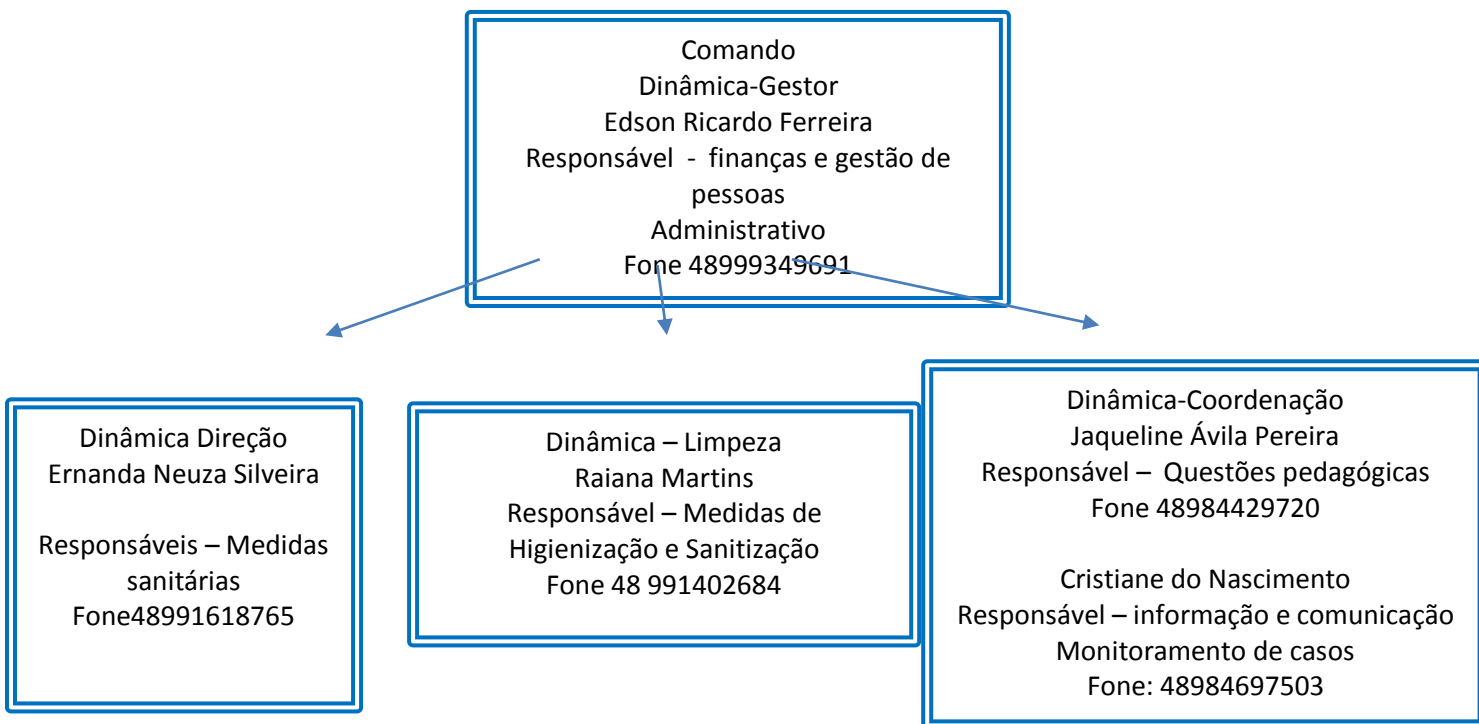 Comando
Dinâmica-Gestor
Edson Ricardo Ferreira
Responsável - finanças e gestão de
pessoas
Administrativo
Fone 48999349691
Dinâmica Direção
Ernanda Neuza Silveira
Responsáveis – Medidas
sanitárias
Fone48991618765
Dinâmica – Limpeza
Raiana Martins
Responsável – Medidas de
Higienização e Sanitização
Fone 48 991402684
Dinâmica-Coordenação
Jaqueline Ávila Pereira
Responsável – Questões pedagógicas
Fone 48984429720
Cristiane do Nascimento
Responsável – informação e comunicação
Monitoramento de casos
Fone: 48984697503